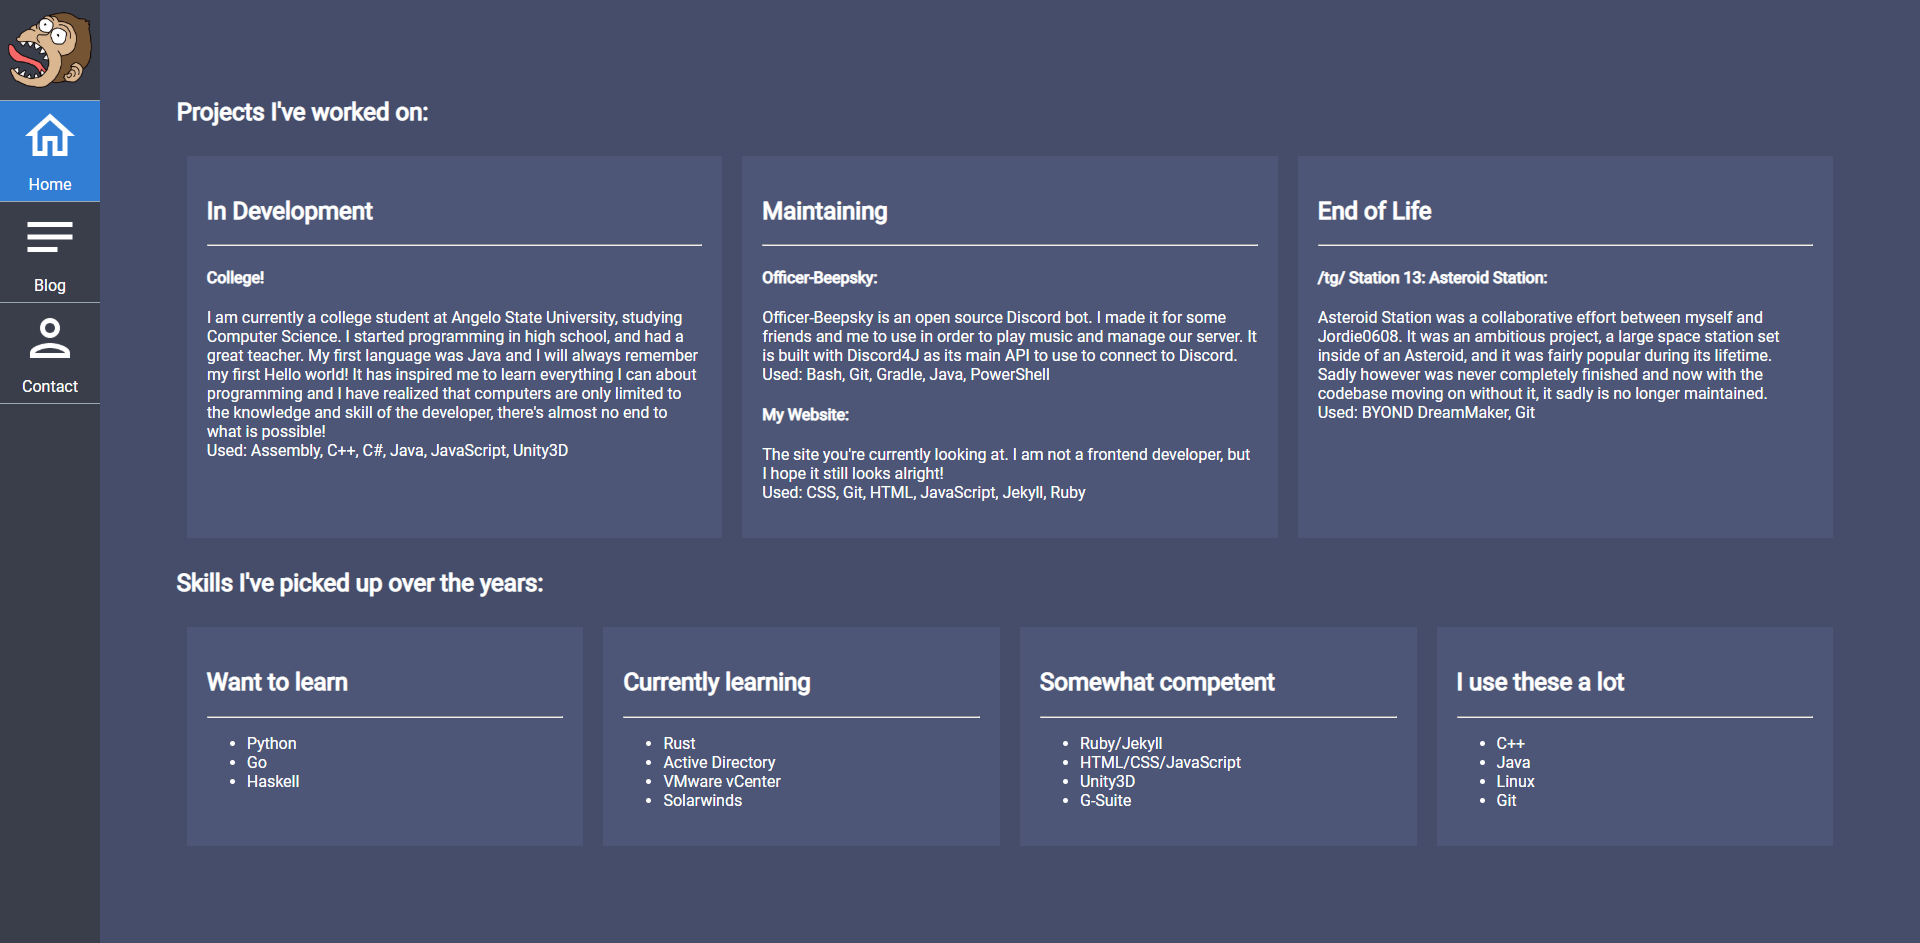 Home
Blog
Contact
Projects I've worked on:
In Development
College!
I am currently a college student at Angelo State University, studying
Computer Science. I started programming in high school, and had a
great teacher. My first language was Java and I will always remember
my first Hello world! It has inspired me to learn everything I can about
programming and I have realized that computers are only limited to
the knowledge and skill of the developer, there's almost no end to
what is possible!
Used: Assembly, C++, C#, Java, JavaScript, Unity3D
Maintaining
Officer-Beepsky:
Officer-Beepsky is an open source Discord bot. I made it for some
friends and me to use in order to play music and manage our server. It
is built with Discord4J as its main API to use to connect to Discord.
Used: Bash, Git, Gradle, Java, PowerShell
My Website:
The site you're currently looking at. I am not a frontend developer, but
I hope it still looks alright!
Used: CSS, Git, HTML, JavaScript, Jekyll, Ruby
End of Life
/tg/ Station 13: Asteroid Station:
Asteroid Station was a collaborative effort between myself and
Jordie0608. It was an ambitious project, a large space station set
inside of an Asteroid, and it was fairly popular during its lifetime.
Sadly however was never completely finished and now with the
codebase moving on without it, it sadly is no longer maintained.
Used: BYOND DreamMaker, Git
Skills I've picked up over the years:
Want to learn
• Python
• Go
• Haskell
Currently learning
• Rust
• Active Directory
• VMware vCenter
• Solarwinds
Somewhat competent
• Ruby/Jekyll
• HTML/CSS/JavaScript
• Unity3D
• G-Suite
I use these a lot
• C++
• Java
• Linux
• Git